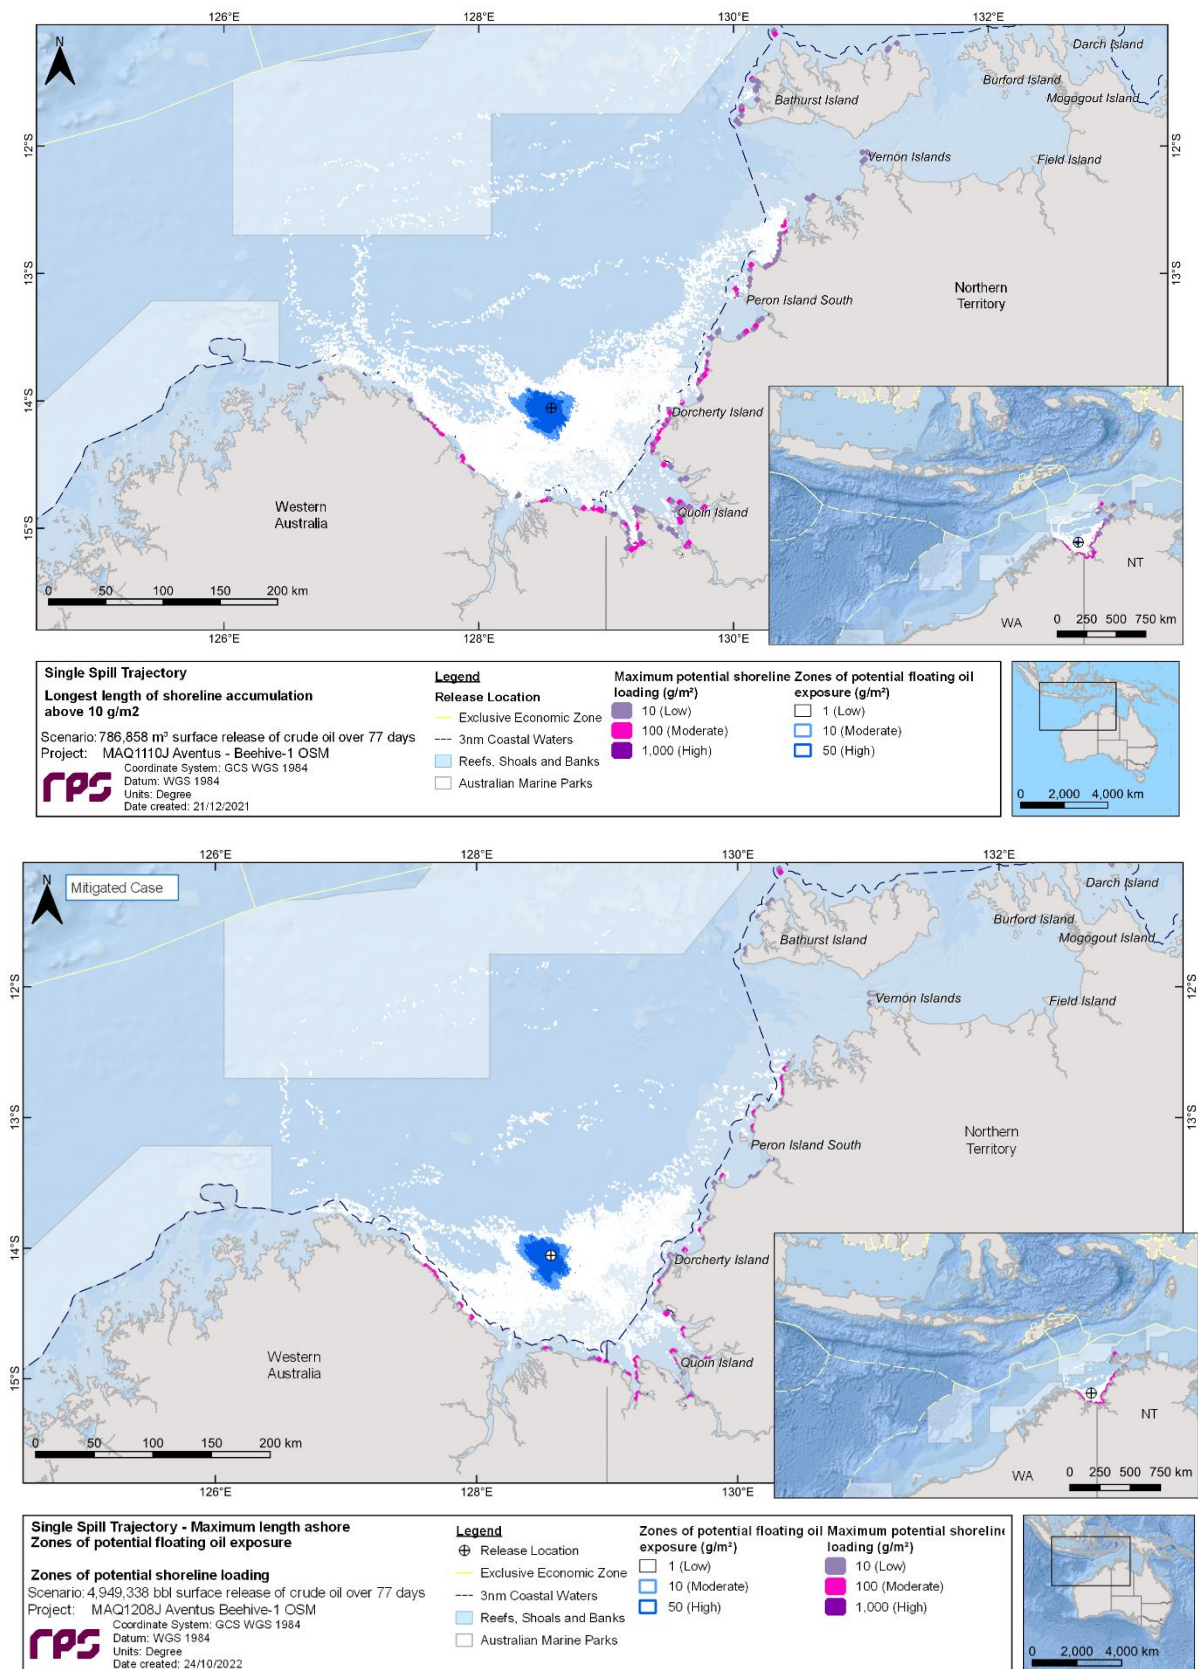 126°E
128°E
130°E
132°E
N
Darch Island
Burford Island
Bathurst Island
Mogogout Island
12°S
12°S
Vernon Islands
Field Island
13°S
13°S
Northern
Territory
Peron Island South
14°S
Dorcherty Island
Western
Australia
Quoin Island
15°S
NT
0 50 100 150 200 km
WA
0 250 500 750 km
126°E
128°E
130°E
Single Spill Trajectory
Longest length of shoreline accumulation
above 10 g/m2
Scenario: 786,858 m³ surface release of crude oil over 77 days
Project: MAQ1110J Aventus - Beehive-1 OSM
rps
Coordinate System: GCS WGS 1984
Datum: WGS 1984
Units: Degree
Date created: 21/12/2021
Legend
Release Location
Exclusive Economic Zone
3nm Coastal Waters
Reefs, Shoals and Banks
Australian Marine Parks
Maximum potential shoreline
loading (g/m²)
10 (Low)
100 (Moderate)
1,000 (High)
Zones of potential floating oil
exposure (g/m²)
1 (Low)
10 (Moderate)
50 (High)
0 2,000 4,000 km
126°E
128°E
130°E
132°E
N
Mitigated Case
Darch Island
Burford Island
Bathurst Island
Mogogout Island
12°S
12°S
Vernon Islands
Field Island
13°S
13°S
Northern
Territory
Peron Island South
14°S
Dorcherty Island
Western
Australia
Quoin Island
15°S
NT
0 50 100 150 200 km
WA
0 250 500 750 km
126°E
128°E
130°E
Single Spill Trajectory - Maximum length ashore
Zones of potential floating oil exposure
Zones of potential shoreline loading
Scenario: 4,949,338 bbl surface release of crude oil over 77 days
Project: MAQ1208J Aventus Beehive-1 OSM
rps
Coordinate System: GCS WGS 1984
Datum: WGS 1984
Units: Degree
Date created: 24/10/2022
Legend
Release Location
Exclusive Economic Zone
3nm Coastal Waters
Reefs, Shoals and Banks
Australian Marine Parks
Zones of potential floating oil
exposure (g/m²)
1 (Low)
10 (Moderate)
50 (High)
Maximum potential shoreline
loading (g/m²)
10 (Low)
100 (Moderate)
1,000 (High)
0 2,000 4,000 km